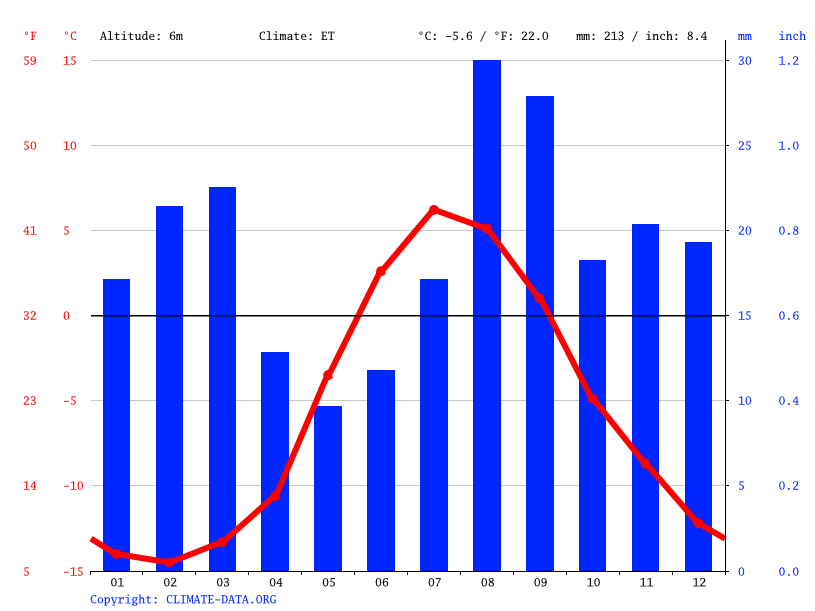 °F °C Altitude: 6m Climate: ET °C: -5.6 / °F: 22.0 mm: 213 / inch: 8.4 mm inch
59 15 30 1.2
50 10 25 1.0
41 5 20 0.8
32 0 15 0.6
23 -5 10 0.4
14 -10 5 0.2
5 -15 0 0.0
01 02 03 04 05 06 07 08 09 10 11 12
Copyright: CLIMATE-DATA.ORG